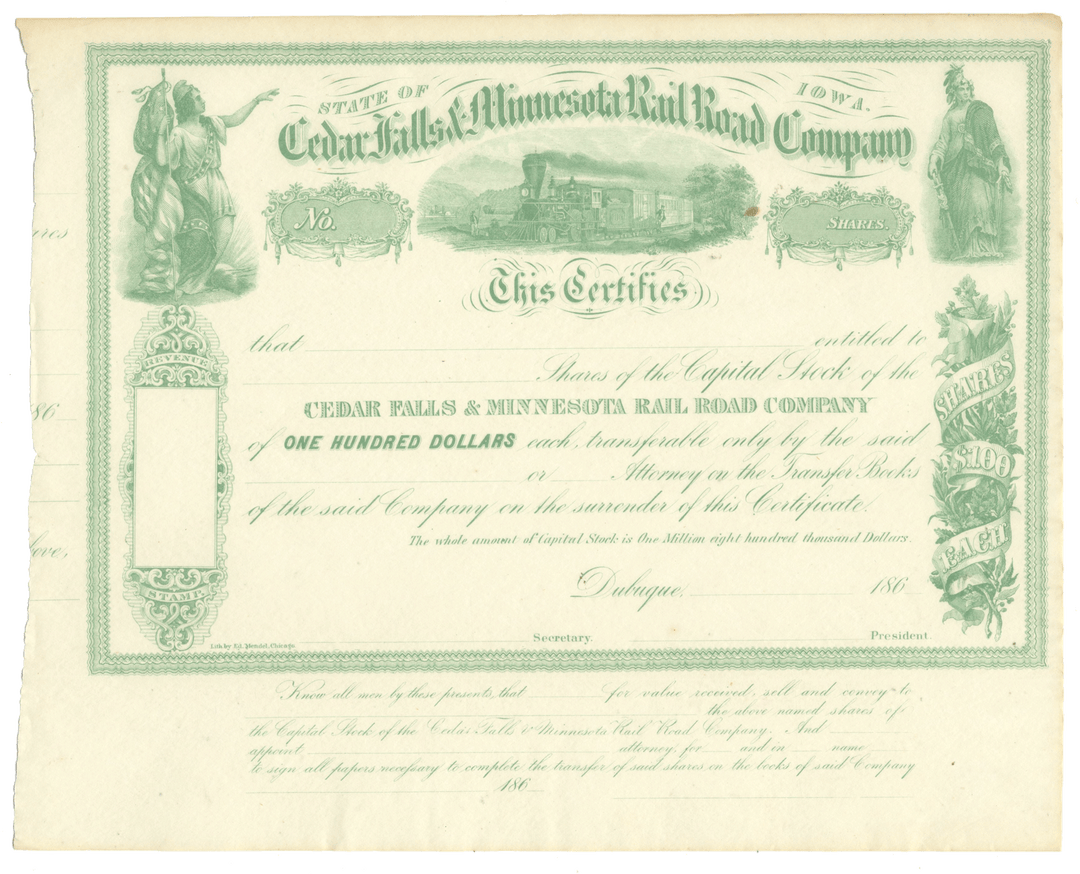 STATE OF IOWA.
Cedar Falls & Minnesota Rail Road Company
No.
SHARES.
This Certifies
that entitled to
Shares of the Capital Stock of the
CEDAR FALLS & MINNESOTA RAIL ROAD COMPANY
of ONE HUNDRED DOLLARS each, transferable only by the said
or Attorney on the Transfer Books
of the said Company on the surrender of this Certificate.
The whole amount of Capital Stock is One Million eight hundred thousand Dollars.
Dubuque, 186
Secretary. President.
REVENUE
STAMP.
SHARES
$100
EACH
Lith. by Ed. Mendel, Chicago.
86
Know all men by these presents, that for value received, sell and convey to
the above named shares of
the Capital Stock of the Cedar Falls & Minnesota Rail Road Company. And
appoint attorney, for and in name
to sign all papers necessary to complete the transfer of said shares on the books of said Company
186